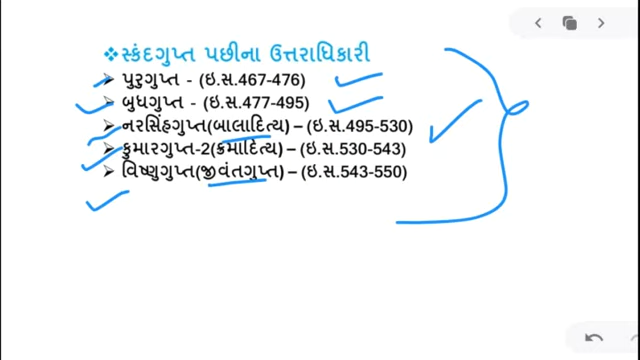 ❖સ્કંદગુપ્ત પછીના ઉત્તરાધિકારી
➤ પુરુગુપ્ત - (ઇ.સ.467-476)
➤ બુધગુપ્ત - (ઇ.સ.477-495)
➤ નરસિંહગુપ્ત(બાલાદિત્ય) – (ઇ.સ.495-530)
➤ કુમારગુપ્ત-2(ક્રમાદિત્ય) – (ઇ.સ.530-543)
➤ વિષ્ણુગુપ્ત(જીવંતગુપ્ત) – (ઇ.સ.543-550)